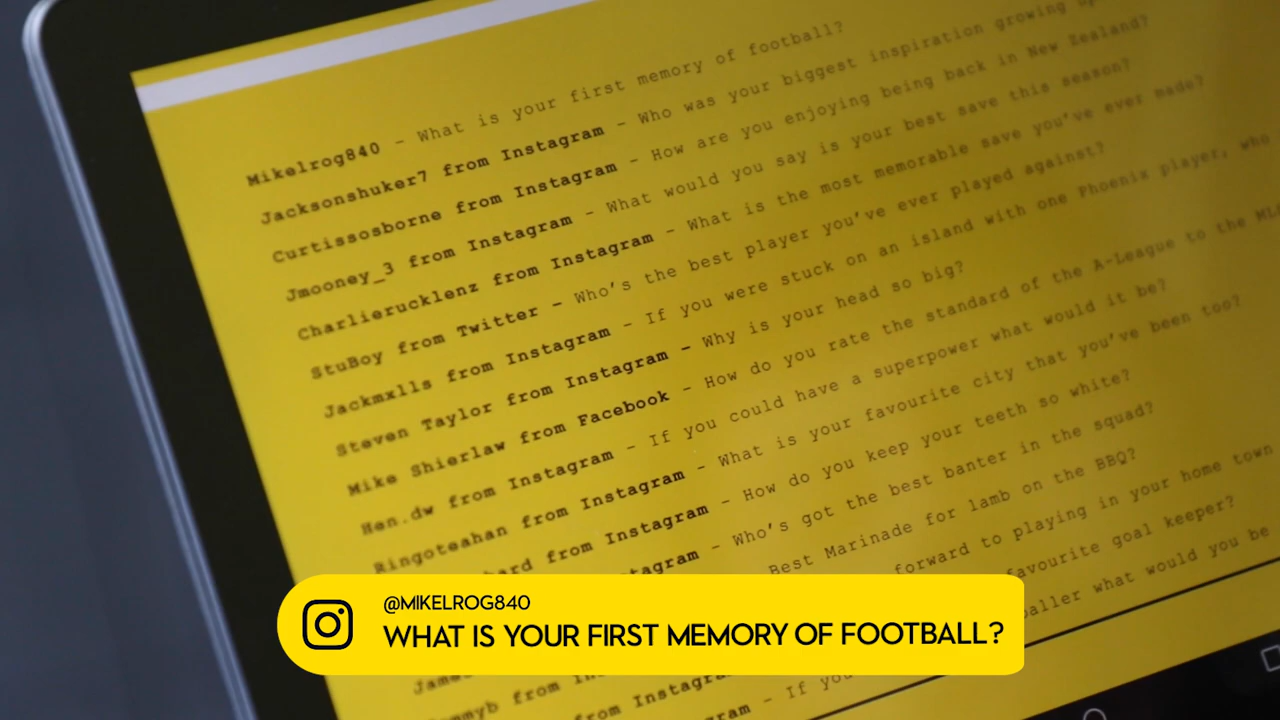 Mikelrog840 – What is your first memory of football?
Jacksonshuker7 from Instagram – Who was your biggest inspiration growing
Curtissosborne from Instagram – How are you enjoying being back in New Zealand?
Jmooney_3 from Instagram – What would you say is your best save this season?
Charlierucklenz from Instagram – What is the most memorable save you've ever made?
StuBoy from Twitter – Who's the best player you've ever played against?
Jackmxlls from Instagram – If you were stuck on an island with one Phoenix player, who
Steven Taylor from Instagram – Why is your head so big?
Mike Shierlaw from Facebook – How do you rate the standard of the A-League to the
Hen.dw from Instagram – If you could have a superpower what would it be?
Ringoteahan from Instagram – What is your favourite city that you've been too?
from Instagram – How do you keep your teeth so white?
– Who's got the best banter in the squad?
Best Marinade for lamb on the BBQ?
forward to playing in your home town
favourite goal keeper?
what would you be
from
from
– If
@MIKELROG840
WHAT IS YOUR FIRST MEMORY OF FOOTBALL?